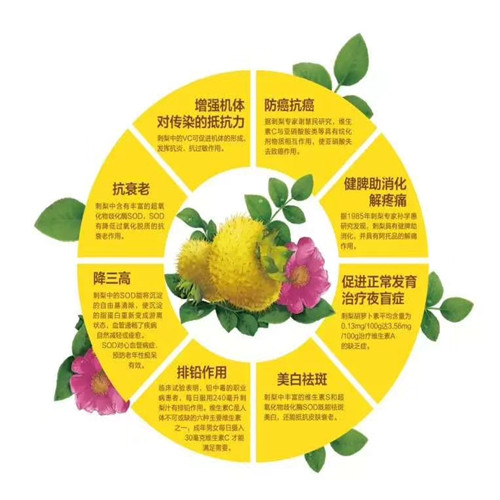 增强机体
对传染的抵抗力
刺梨中的VC可促进机体的形成,
发挥抗炎、抗过敏作用。
防癌抗癌
据刺梨专家谢慧民研究，维生
素C与亚硝酸胺类等具有烃化
剂物质相互作用，使亚硝酸失
去致癌作用。
健脾助消化
解疼痛
据1985年刺梨专家孙学惠
研究发现，刺梨具有健脾助
消化，并具有阿托品的解痛
作用。
促进正常发育
治疗夜盲症
刺梨胡萝卜素平均含量为
0.13mg/100g±3.56mg
/100g治疗维生素A
的缺乏症。
美白祛斑
刺梨中丰富的维生素S和超
氧化物歧化酶SOD既能祛斑
美白，还能抵抗皮肤衰老。
排铅作用
临床试验表明，铅中毒的职业
病患者，每日服用240毫升刺
梨汁有排铅作用。维生素C是人
体不可或缺的六种主要维生素
之一，成年男女每日摄入
30毫克维生素C 才能
满足需要。
降三高
刺梨中的SOD能将沉淀
的自由基清除，使沉淀
的脂蛋白重新变成游离
状态，血管通畅了疾病
自然减轻或痊愈。
SOD对心血管病症、
预防老年性痴呆
有效。
抗衰老
刺梨中含有丰富的超氧
化物歧化酶SOD，SOD
有降低过氧化脂质的抗
衰老作用。